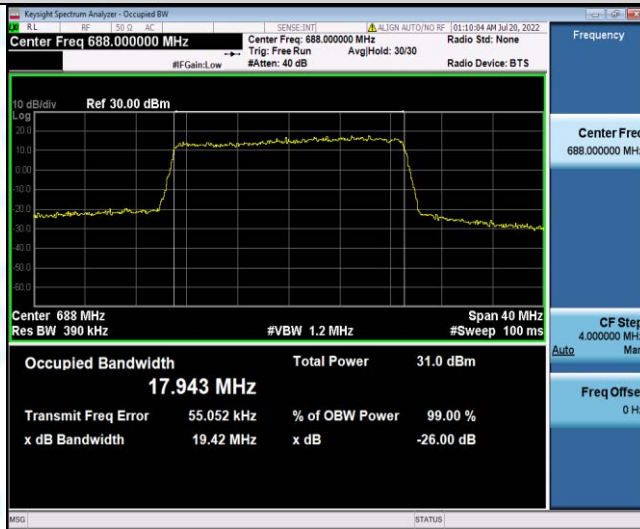 Keysight Spectrum Analyzer - Occupied BW
RL RF 50 Ω AC SENSE:INT ALIGN AUTO/NO RF 01:10:04 AM Jul 20, 2022
Center Freq 688.000000 MHz
Center Freq: 688.000000 MHz
Radio Std: None
Trig: Free Run Avg|Hold: 30/30
#IFGain:Low #Atten: 40 dB Radio Device: BTS
10 dB/div Ref 30.00 dBm
Log
20.0
10.0
0.00
-10.0
-20.0
-30.0
-40.0
-50.0
-60.0
Center 688 MHz Span 40 MHz
Res BW 390 kHz #VBW 1.2 MHz #Sweep 100 ms
Occupied Bandwidth Total Power 31.0 dBm
17.943 MHz
Transmit Freq Error 55.052 kHz % of OBW Power 99.00 %
x dB Bandwidth 19.42 MHz x dB -26.00 dB
MSG STATUS
Frequency
Center Freq
688.000000 MHz
CF Step
4.000000 MHz
Auto Man
Freq Offset
0 Hz